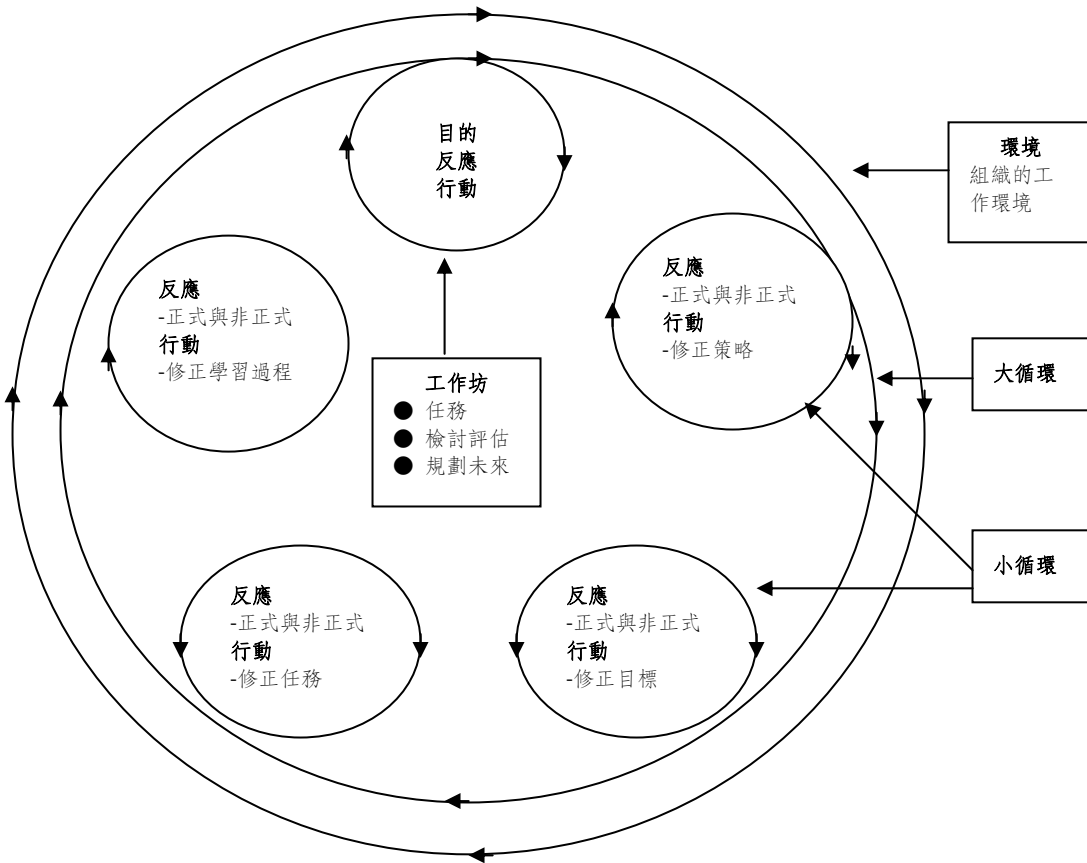 目的
反應
行動
環境
組織的工
作環境
反應
-正式與非正式
行動
-修正學習過程
反應
-正式與非正式
行動
-修正策略
工作坊
● 任務
● 檢討評估
● 規劃未來
大循環
小循環
反應
-正式與非正式
行動
-修正任務
反應
-正式與非正式
行動
-修正目標